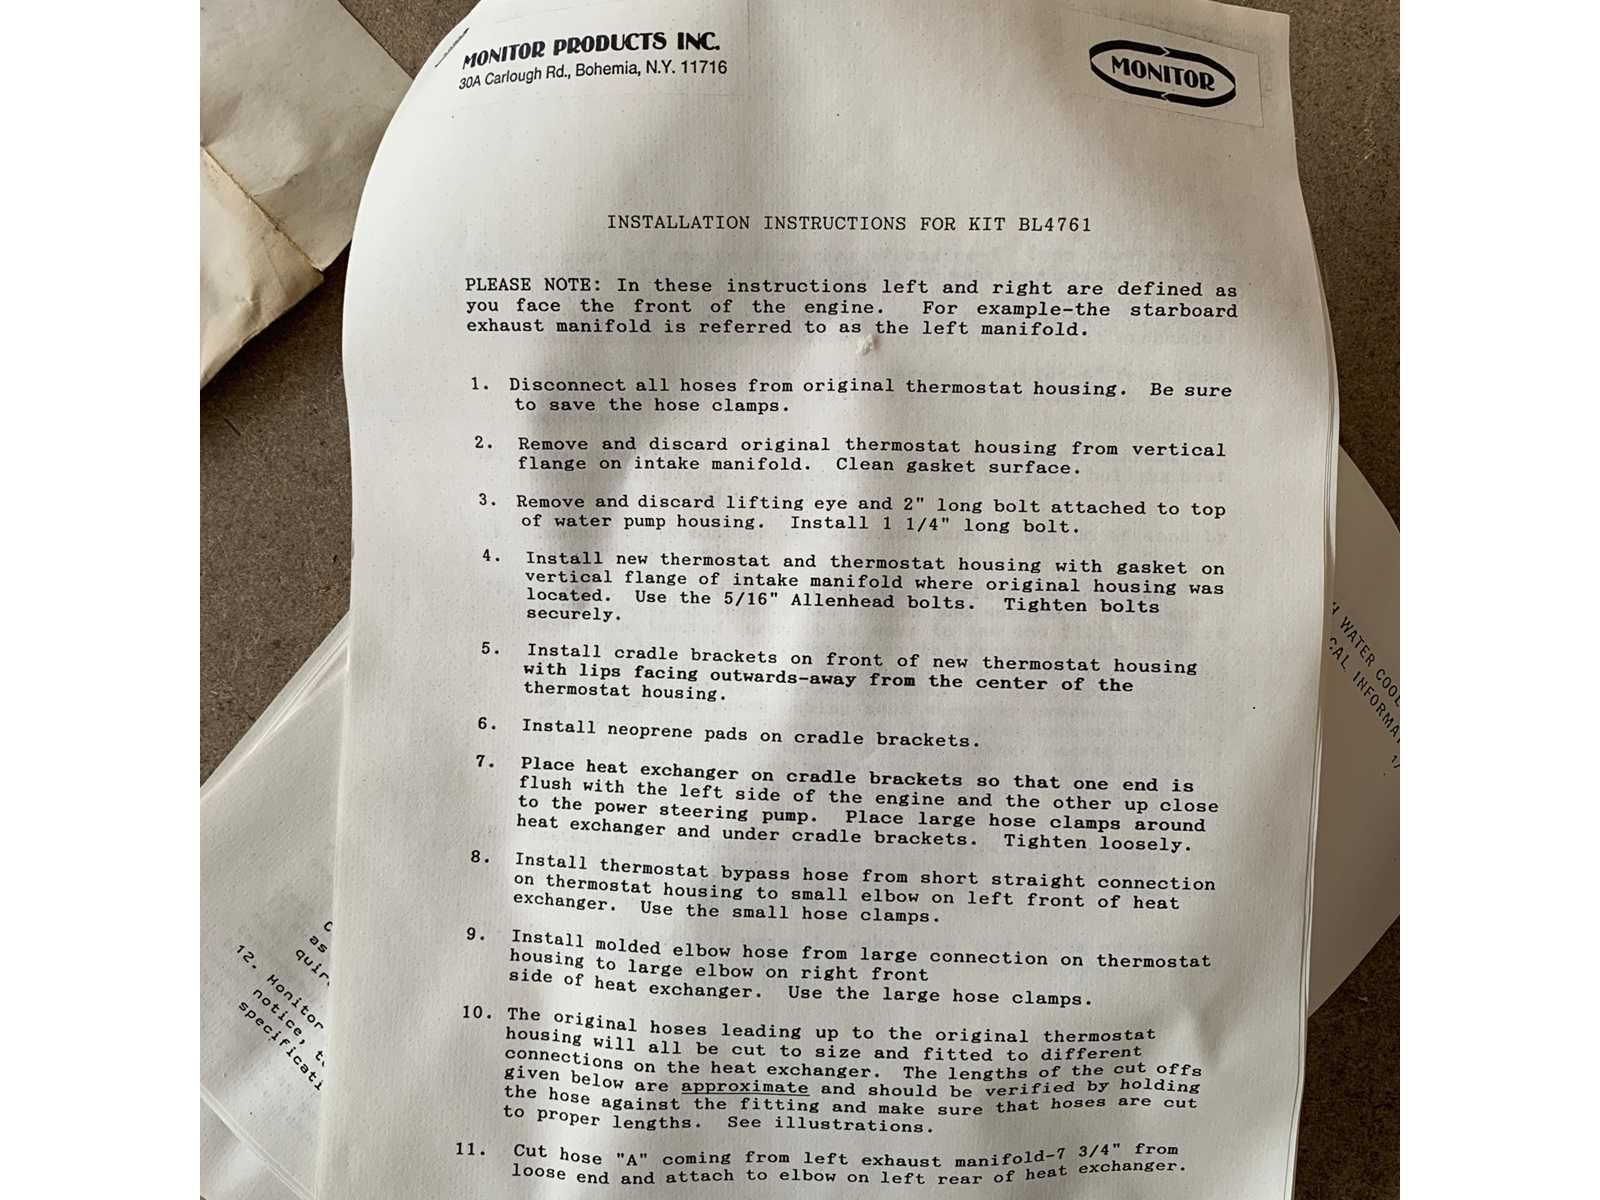 MONITOR PRODUCTS INC.
30A Carlough Rd., Bohemia, N.Y. 11716
MONITOR
INSTALLATION INSTRUCTIONS FOR KIT BL4761
PLEASE NOTE: In these instructions left and right are defined as
you face the front of the engine. For example-the starboard
exhaust manifold is referred to as the left manifold.
1. Disconnect all hoses from original thermostat housing. Be sure
to save the hose clamps.
2. Remove and discard original thermostat housing from vertical
flange on intake manifold. Clean gasket surface.
3. Remove and discard lifting eye and 2" long bolt attached to top
of water pump housing. Install 1 1/4" long bolt.
4. Install new thermostat and thermostat housing with gasket on
vertical flange of intake manifold where original housing was
located. Use the 5/16" Allenhead bolts. Tighten bolts
securely.
5. Install cradle brackets on front of new thermostat housing
with lips facing outwards-away from the center of the
thermostat housing.
6. Install neoprene pads on cradle brackets.
7. Place heat exchanger on cradle brackets so that one end is
flush with the left side of the engine and the other up close
to the power steering pump. Place large hose clamps around
heat exchanger and under cradle brackets. Tighten loosely.
8. Install thermostat bypass hose from short straight connection
on thermostat housing to small elbow on left front of heat
exchanger. Use the small hose clamps.
9. Install molded elbow hose from large connection on thermostat
housing to large elbow on right front
side of heat exchanger. Use the large hose clamps.
10. The original hoses leading up to the original thermostat
housing will all be cut to size and fitted to different
connections on the heat exchanger. The lengths of the cut offs
given below are approximate and should be verified by holding
the hose against the fitting and make sure that hoses are cut
to proper lengths. See illustrations.
11. Cut hose "A" coming from left exhaust manifold-7 3/4" from
loose end and attach to elbow on left rear of heat exchanger.
WATER COOL
CAL INFORMA
as
quir
12. Monitor
notice, t
specificati